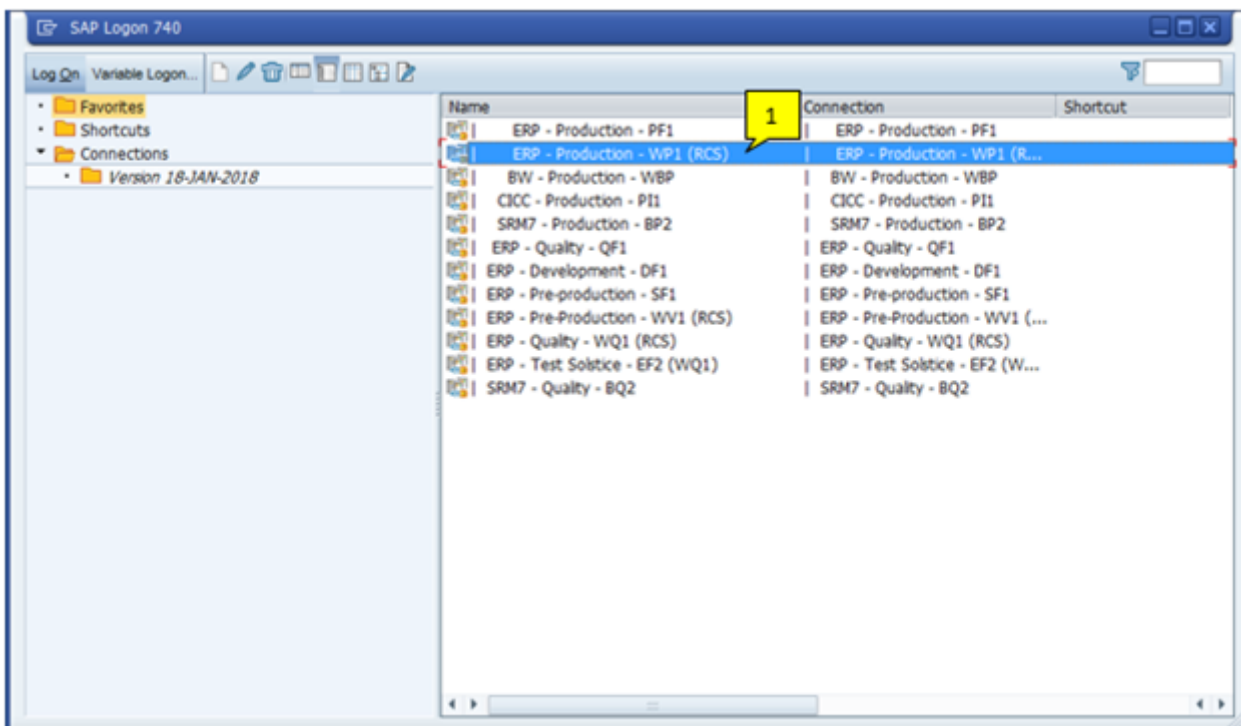 SAP Logon 740
Log On Variable Logon...
Favorites
Shortcuts
Connections
Version 18-JAN-2018
Name Connection Shortcut
1
ERP - Production - PF1 ERP - Production - PF1
ERP - Production - WP1 (RCS) ERP - Production - WP1 (R...
BW - Production - WBP BW - Production - WBP
CICC - Production - PI1 CICC - Production - PI1
SRM7 - Production - BP2 SRM7 - Production - BP2
ERP - Quality - QF1 ERP - Quality - QF1
ERP - Development - DF1 ERP - Development - DF1
ERP - Pre-production - SF1 ERP - Pre-production - SF1
ERP - Pre-Production - WV1 (RCS) ERP - Pre-Production - WV1 (...
ERP - Quality - WQ1 (RCS) ERP - Quality - WQ1 (RCS)
ERP - Test Solstice - EF2 (WQ1) ERP - Test Solstice - EF2 (W...
SRM7 - Quality - BQ2 SRM7 - Quality - BQ2